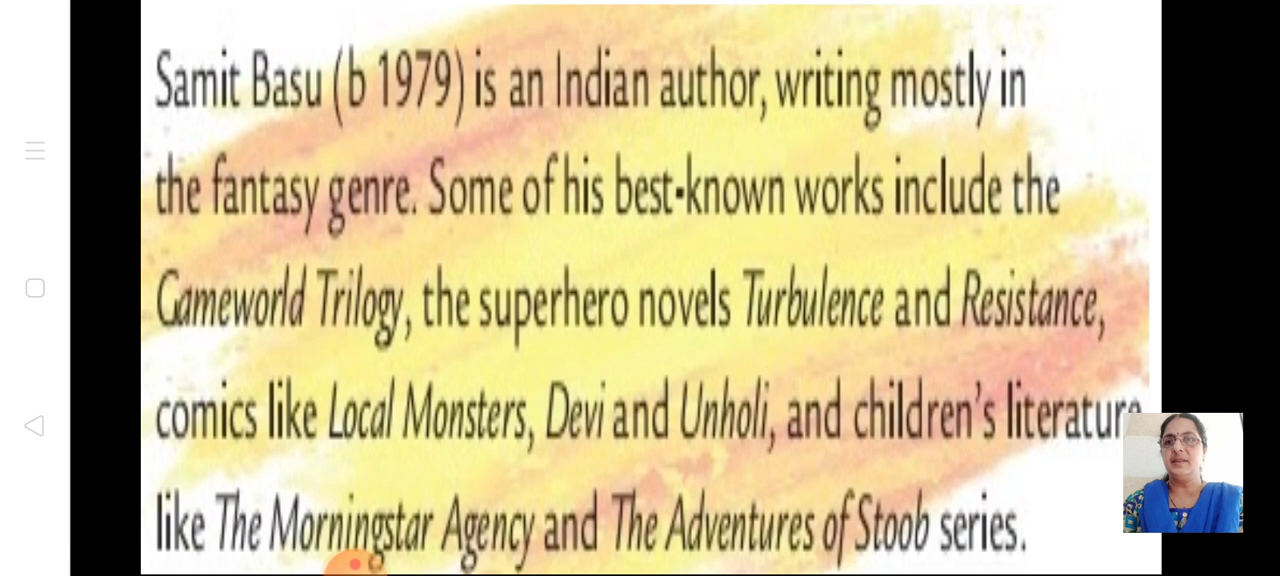 Samit Basu (b 1979) is an Indian author, writing mostly in
the fantasy genre. Some of his best-known works include the
Gameworld Trilogy, the superhero novels Turbulence and Resistance,
comics like Local Monsters, Devi and Unholi, and children's literature
like The Morningstar Agency and The Adventures of Stoob series.